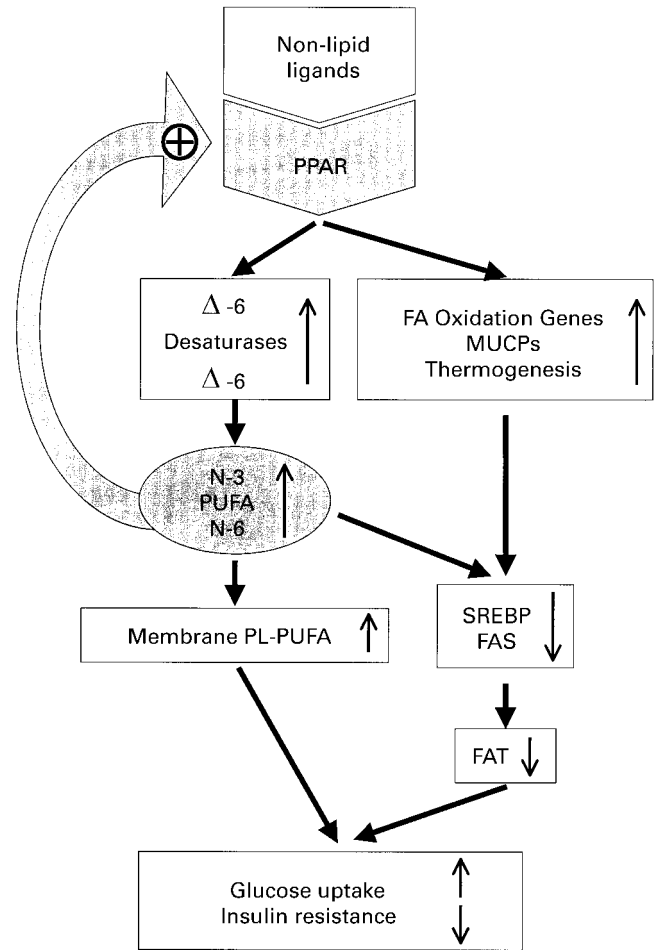 Non-lipid
ligands
PPAR
Δ -6
Desaturases
Δ -6
FA Oxidation Genes
MUCPs
Thermogenesis
N-3
PUFA
N-6
Membrane PL-PUFA
SREBP
FAS
FAT
Glucose uptake
Insulin resistance